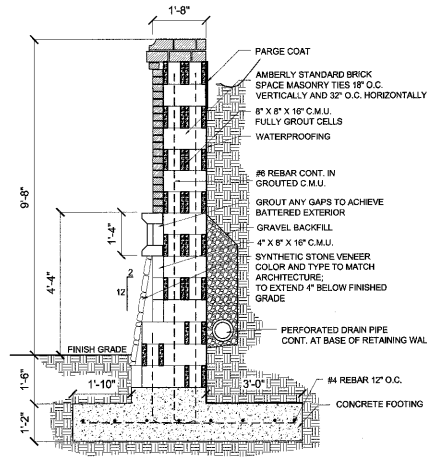 1'-8"
PARGE COAT
AMBERLY STANDARD BRICK
SPACE MASONRY TIES 18" O.C.
VERTICALLY AND 32" O.C. HORIZONTALLY
8" X 8" X 16" C.M.U.
FULLY GROUT CELLS
WATERPROOFING
9'-8"
#6 REBAR CONT. IN
GROUTED C.M.U.
GROUT ANY GAPS TO ACHIEVE
BATTERED EXTERIOR
GRAVEL BACKFILL
1'-4"
4" X 8" X 16" C.M.U.
4'-4"
SYNTHETIC STONE VENEER
COLOR AND TYPE TO MATCH
ARCHITECTURE;
TO EXTEND 4" BELOW FINISHED
GRADE
2
12
PERFORATED DRAIN PIPE
CONT. AT BASE OF RETAINING WAL
FINISH GRADE
1'-6"
1'-10"
3'-0"
#4 REBAR 12" O.C.
CONCRETE FOOTING
1'-2"